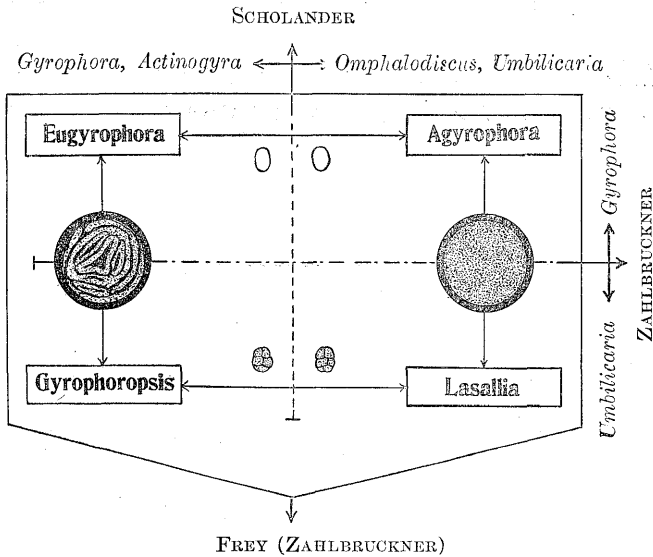 SCHOLANDER
Gyrophora, Actinogyra
Omphalodiscus, Umbilicaria
Eugyrophora
Agyrophora
Gyrophora
ZAHLBRUCKNER
Umbilicaria
Gyrophoropsis
Lasallia
FREY (ZAHLBRUCKNER)